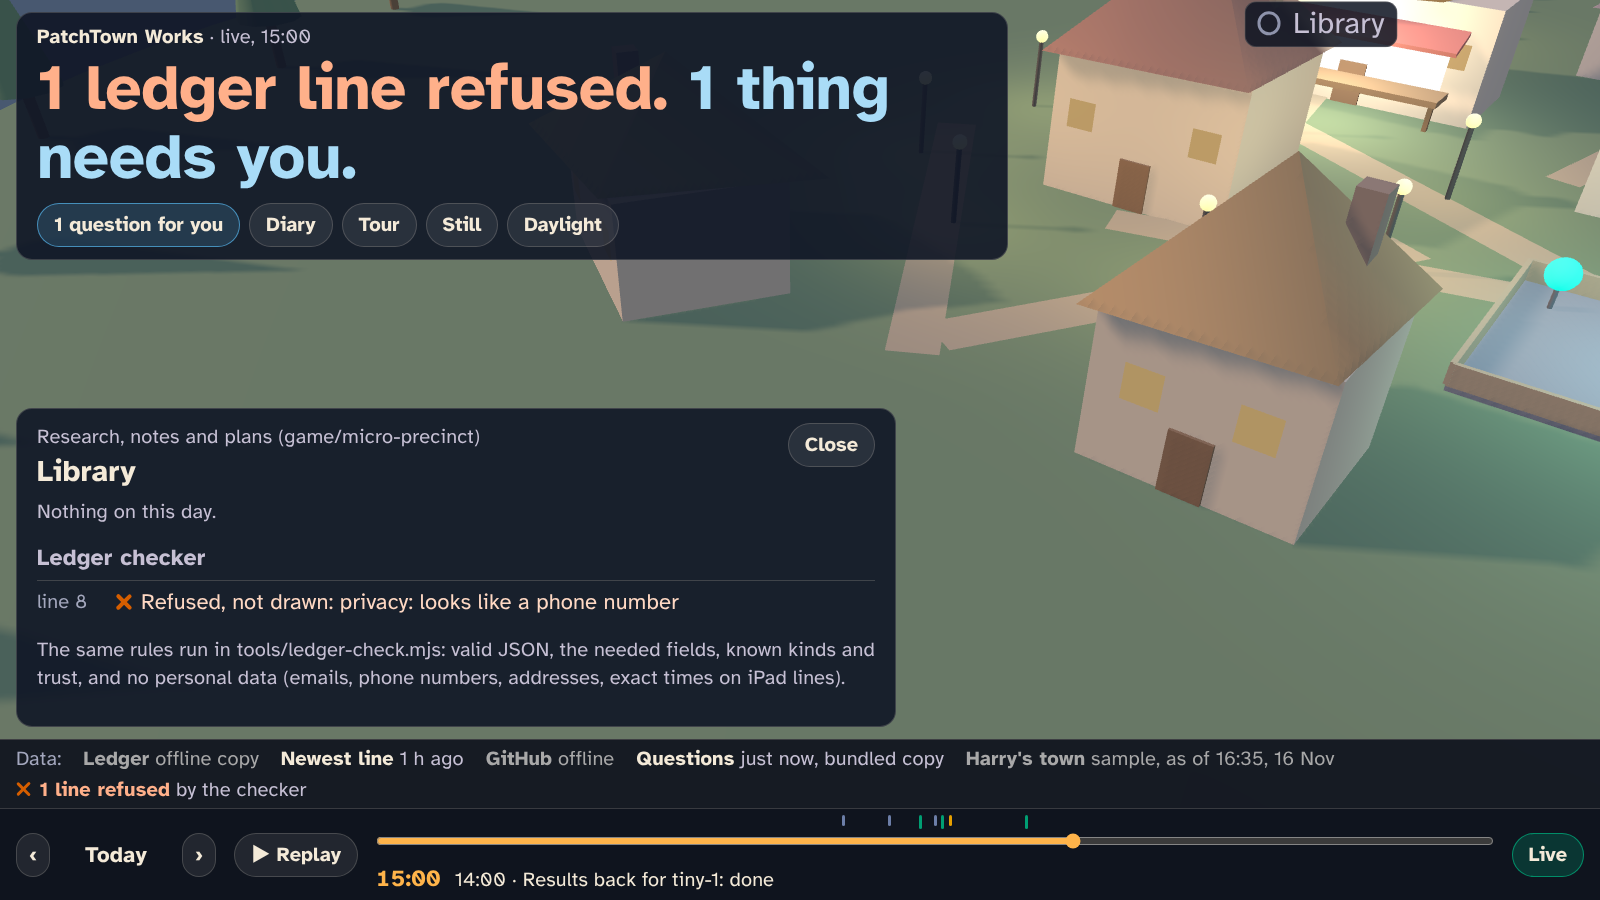 PatchTown Works · live, 15:00
1 ledger line refused. 1 thing
needs you.
1 question for you
Diary
Tour
Still
Daylight
Library
Research, notes and plans (game/micro-precinct)
Close
Library
Nothing on this day.
Ledger checker
line 8 ✕ Refused, not drawn: privacy: looks like a phone number
The same rules run in tools/ledger-check.mjs: valid JSON, the needed fields, known kinds and
trust, and no personal data (emails, phone numbers, addresses, exact times on iPad lines).
Data: Ledger offline copy Newest line 1 h ago GitHub offline Questions just now, bundled copy Harry's town sample, as of 16:35, 16 Nov
✕ 1 line refused by the checker
‹ Today › ▶ Replay
Live
15:00 14:00 · Results back for tiny-1: done